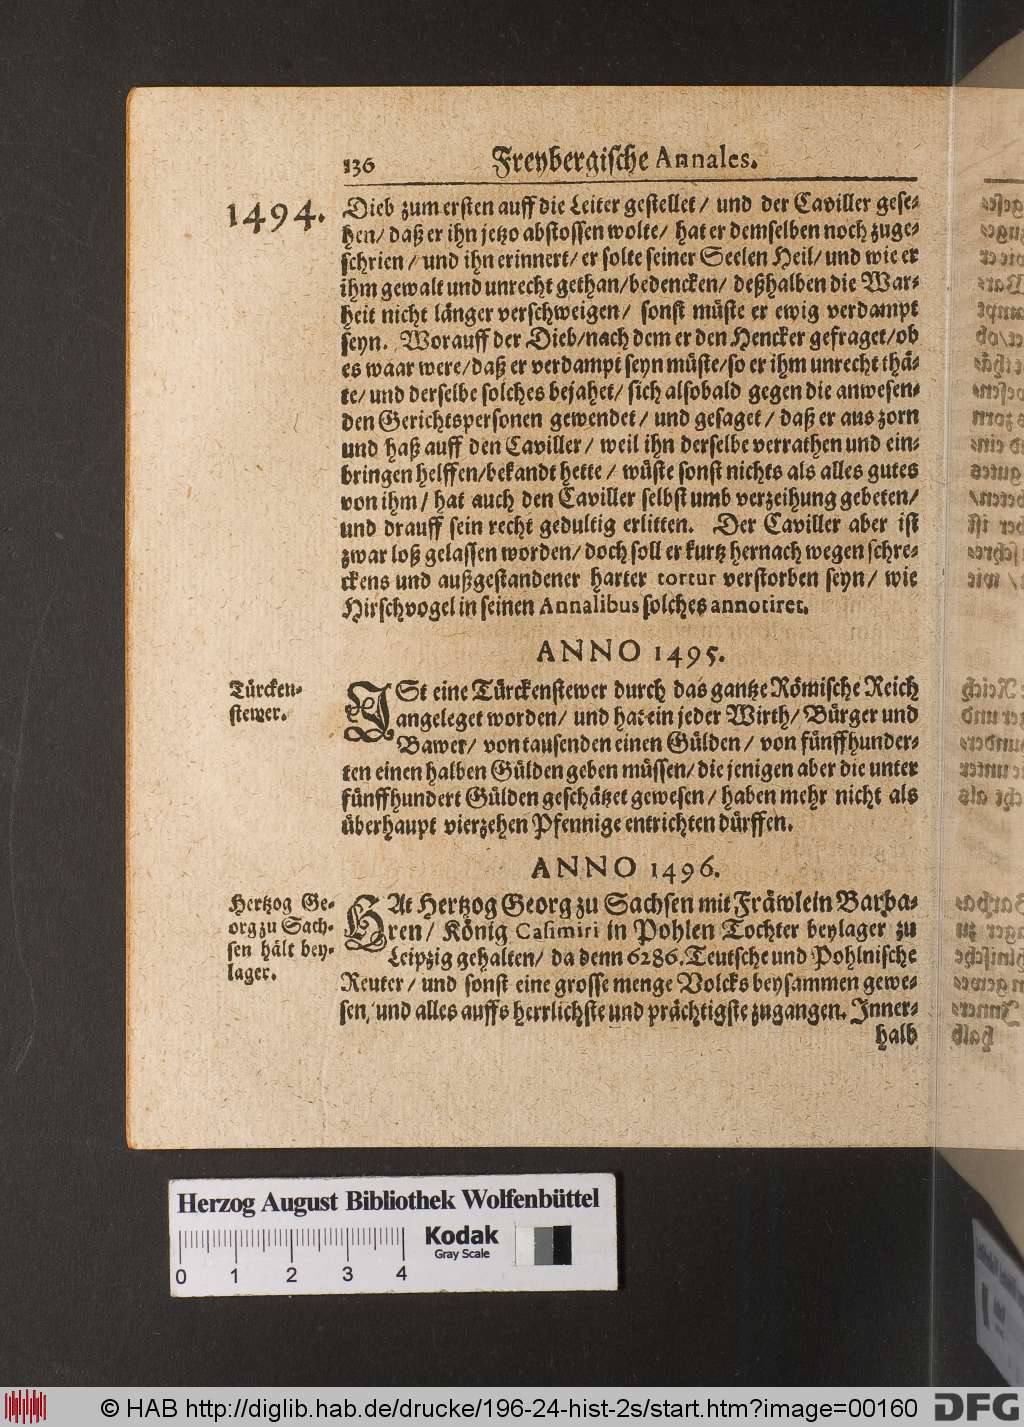 136 Freybergische Annales.
1494. Dieb zum ersten auff die Leiter gestellet / und der Caviller gese-
hen / daß er ihn jetzo abstossen wolte / hat er demselben noch zuge-
schrien / und ihn erinnert / er solte seiner Seelen Heil / und wie er
ihm gewalt und unrecht gethan / bedencken / deßhalben die War-
heit nicht länger verschweigen / sonst müste er ewig verdampt
seyn. Worauff der Dieb / nach dem er den Hencker gefraget / ob
es waar were / daß er verdampt seyn müste / so er ihm unrecht thä-
te / und derselbe solches bejahet / sich alsobald gegen die anwesen-
den Gerichtspersonen gewendet / und gesaget / daß er aus zorn
und haß auff den Caviller / weil ihn derselbe verrathen und ein-
bringen helffen / bekandt hette / wüste sonst nichts als alles gutes
von ihm / hat auch den Caviller selbst umb verzeihung gebeten /
und drauff sein recht gedultig erlitten. Der Caviller aber ist
zwar loß gelassen worden / doch soll er kurtz hernach wegen schre-
ckens und außgestandener harter tortur verstorben seyn / wie
Hirschvogel in seinen Annalibus solches annotiret.
ANNO 1495.
Türcken-
stewer.
ISt eine Türckenstewer durch das gantze Römische Reich
angeleget worden / und hat ein jeder Wirth / Bürger und
Bawer / von tausenden einen Gülden / von fünffhunder-
ten einen halben Gülden geben müssen / die jenigen aber die unter
fünffhundert Gülden geschätzet gewesen / haben mehr nicht als
überhaupt vierzehen Pfennige entrichten dürffen.
ANNO 1496.
Hertzog Ge-
org zu Sach-
sen hält bey-
lager.
HAt Hertzog Georg zu Sachsen mit Fräwlein Barba-
ren / König Casimiri in Pohlen Tochter beylager zu
Leipzig gehalten / da denn 6286. Teutsche und Pohlnische
Reuter / und sonst eine grosse menge Volcks beysammen gewe-
sen, und alles auffs herrlichste und prächtigste zugangen. Inner-
halb
Herzog August Bibliothek Wolfenbüttel
Kodak
Gray Scale
0 1 2 3 4
© HAB http://diglib.hab.de/drucke/196-24-hist-2s/start.htm?image=00160
DFG